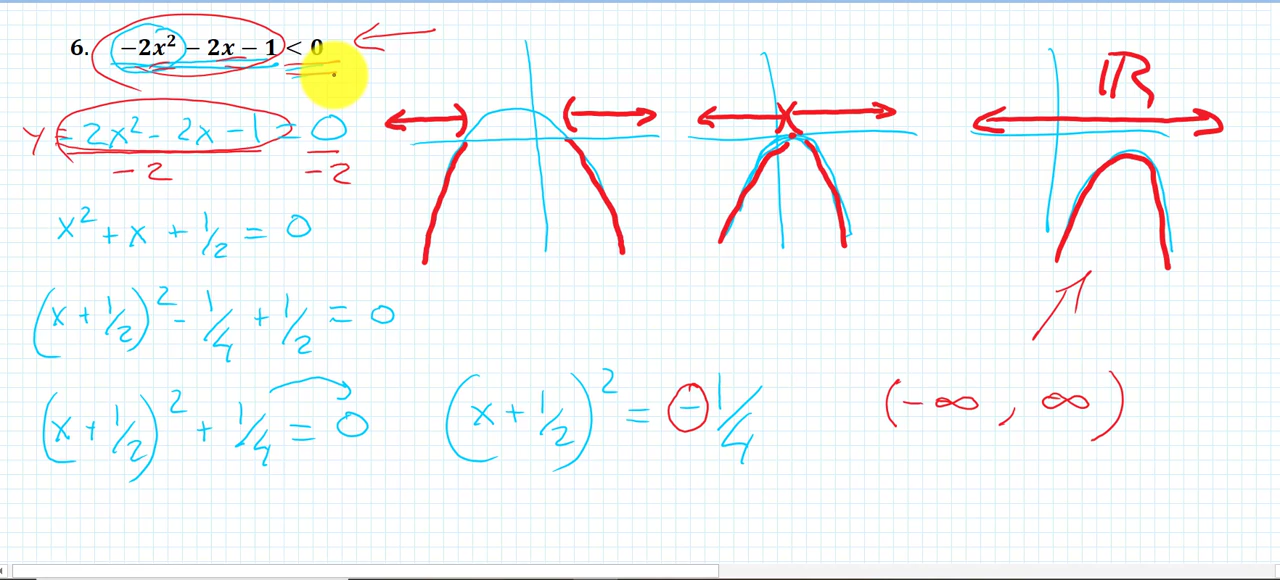 6. −2x² − 2x − 1 < 0
y = 2x² − 2x − 1 = 0
−2 −2
x² + x + 1/2 = 0
(x + 1/2)² − 1/4 + 1/2 = 0
(x + 1/2)² + 1/4 = 0
(x + 1/2)² = −1/4
ℝ
(−∞, ∞)